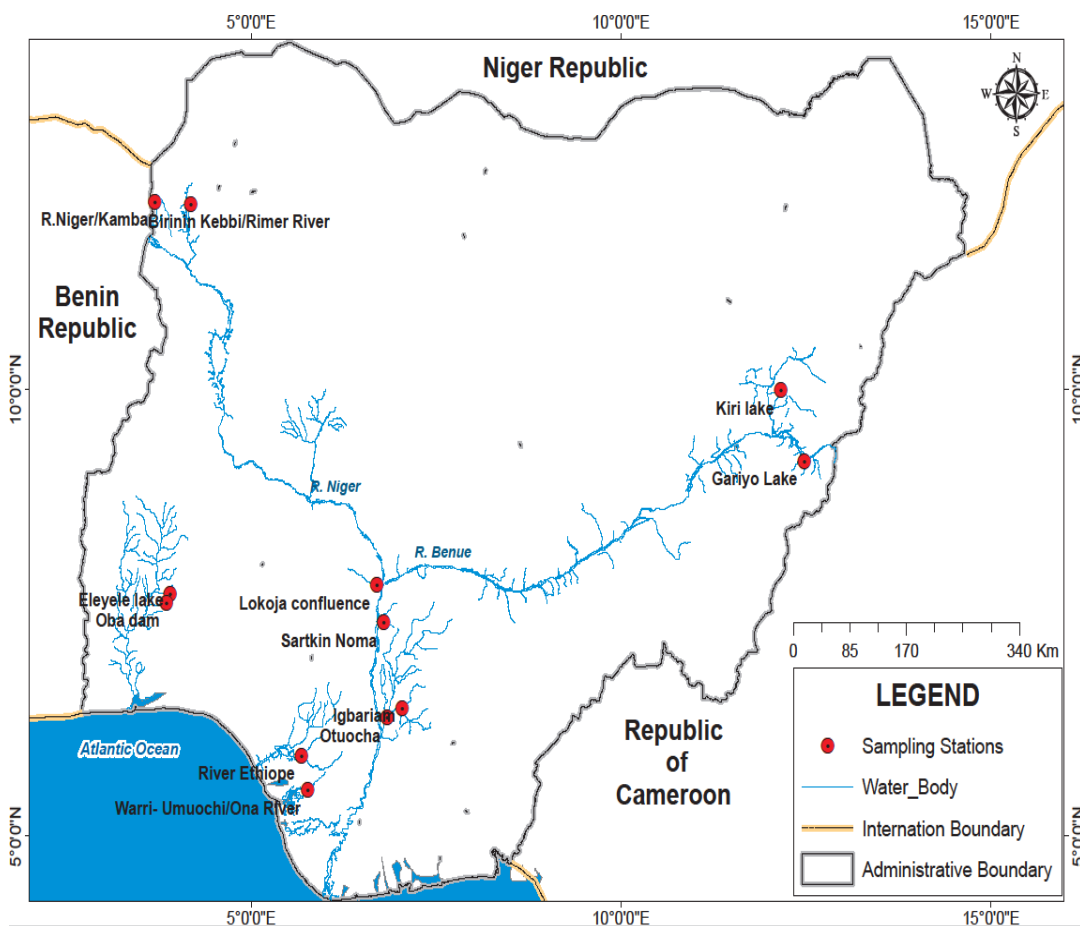 5°0'0"E
10°0'0"E
15°0'0"E
Niger Republic
N
W
E
S
R.Niger/Kamba
Birinin Kebbi/Rimer River
Benin
Republic
10°0'0"N
10°0'0"N
Kiri lake
Gariyo Lake
R. Niger
R. Benue
Eleyele lake
Oba dam
Lokoja confluence
Sartkin Noma
0 85 170 340 Km
Igbariam
Otuocha
Atlantic Ocean
River Ethiope
Warri- Umuochi/Ona River
Republic
of
Cameroon
LEGEND
Sampling Stations
Water_Body
Internation Boundary
Administrative Boundary
5°0'0"N
5°0'0"N
5°0'0"E
10°0'0"E
15°0'0"E